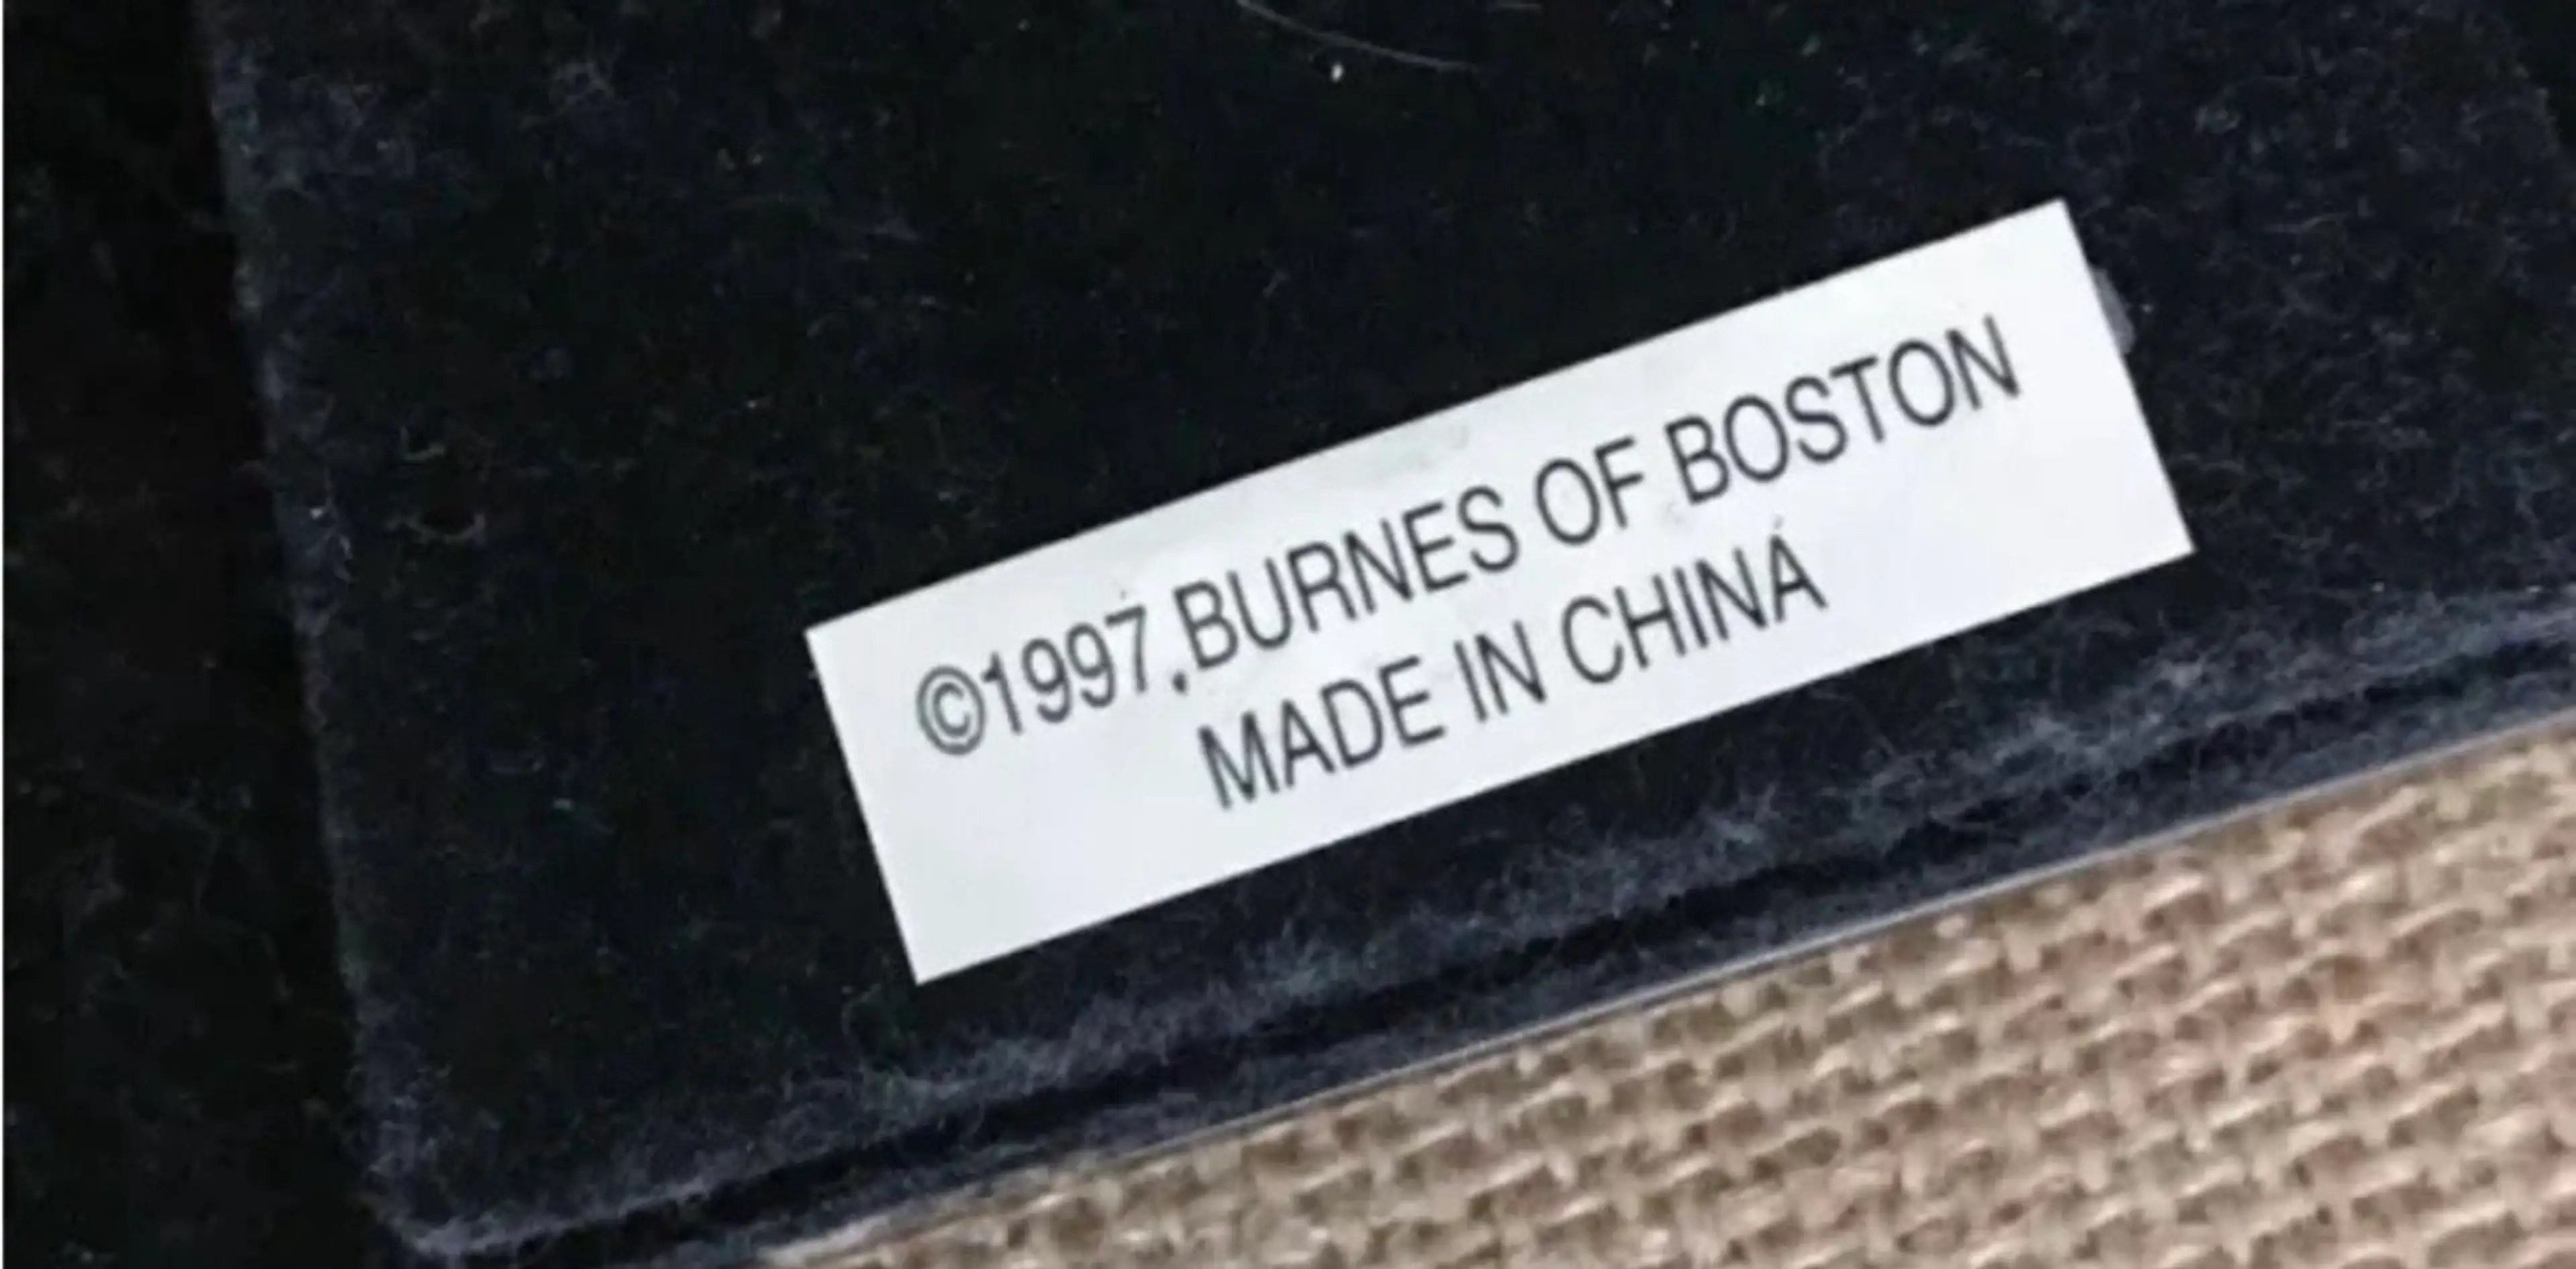 ©1997, BURNES OF BOSTON
MADE IN CHINA